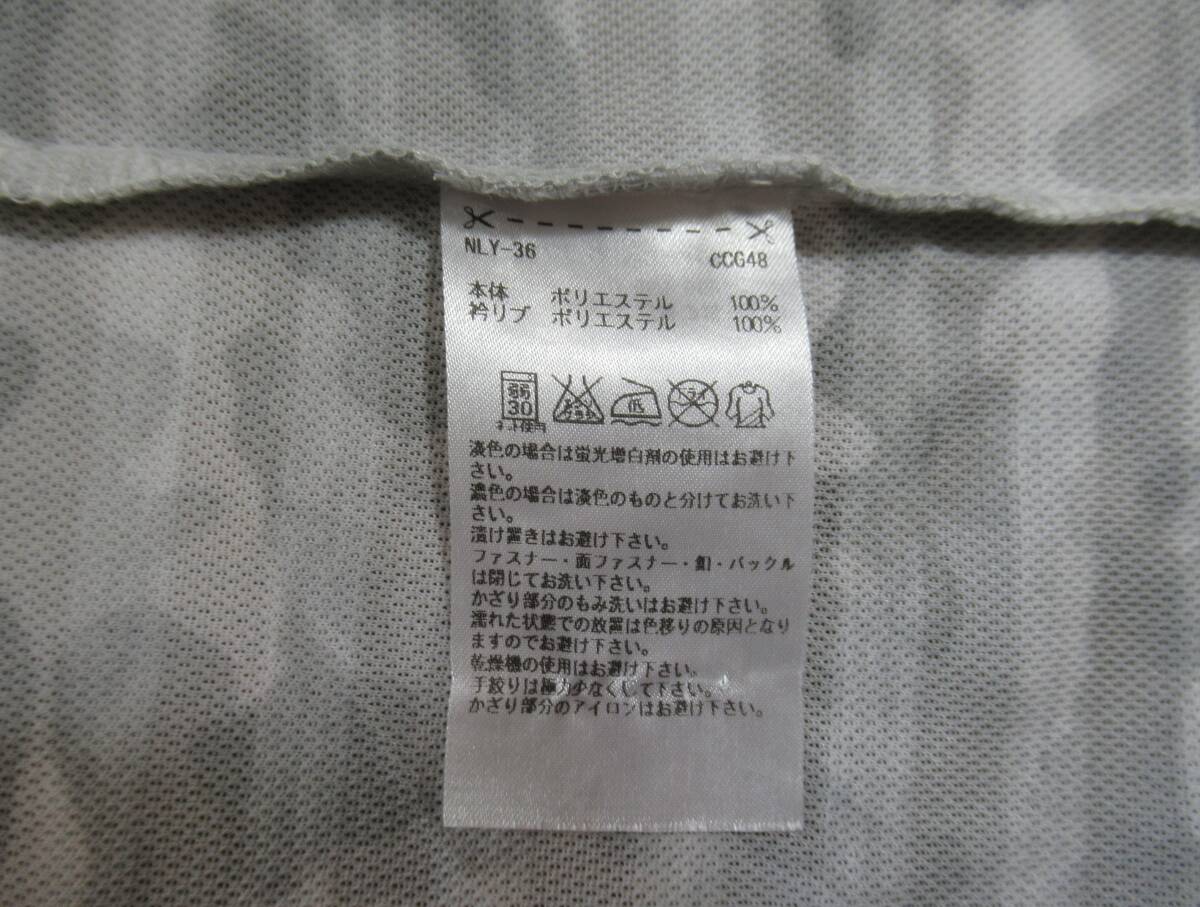 NLY-36 CCG48
本体 ポリエステル 100%
衿リブ ポリエステル 100%
弱
30
ネット使用
低
淡色の場合は蛍光増白剤の使用はお避け下
さい。
濃色の場合は淡色のものと分けてお洗い下
さい。
漬け置きはお避け下さい。
ファスナー・面ファスナー・釦・バックル
は閉じてお洗い下さい。
かざり部分のもみ洗いはお避け下さい。
濡れた状態での放置は色移りの原因となり
ますのでお避け下さい。
乾燥機の使用はお避け下さい。
手絞りは極力少なくして下さい。
かざり部分のアイロンはお避け下さい。